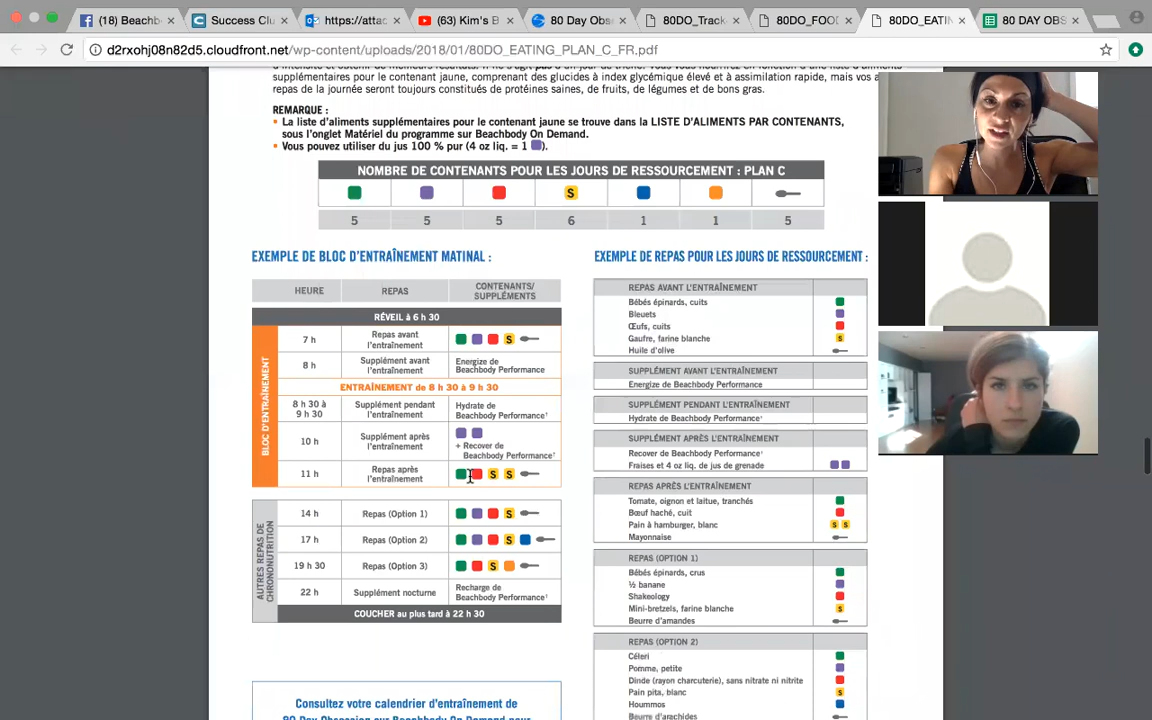 (18) Beachb
Success Clu
https://attac
(63) Kim's B
80 Day Obs
80DO_Track
80DO_FOO
80DO_EATIN
80 DAY OBS
d2rxohj08n82d5.cloudfront.net/wp-content/uploads/2018/01/80DO_EATING_PLAN_C_FR.pdf
supplémentaires pour le contenant jaune, comprenant des glucides à index glycémique élevé et à assimilation rapide, mais vos a
repas de la journée seront toujours constitués de protéines saines, de fruits, de légumes et de bons gras.
REMARQUE :
La liste d'aliments supplémentaires pour le contenant jaune se trouve dans la LISTE D'ALIMENTS PAR CONTENANTS,
sous l'onglet Matériel du programme sur Beachbody On Demand.
Vous pouvez utiliser du jus 100 % pur (4 oz liq. = 1 ).
NOMBRE DE CONTENANTS POUR LES JOURS DE RESSOURCEMENT : PLAN C
S
5 5 5 6 1 1 5
EXEMPLE DE BLOC D'ENTRAÎNEMENT MATINAL :
HEURE REPAS CONTENANTS/
SUPPLÉMENTS
RÉVEIL à 6 h 30
BLOC D'ENTRAÎNEMENT
7 h Repas avant
l'entraînement S
8 h Supplément avant
l'entraînement Energize de
Beachbody Performance
ENTRAÎNEMENT de 8 h 30 à 9 h 30
8 h 30 à
9 h 30 Supplément pendant
l'entraînement Hydrate de
Beachbody Performance†
10 h Supplément après
l'entraînement + Recover de
Beachbody Performance†
11 h Repas après
l'entraînement S S
AUTRES REPAS DE
CHRONONUTRITION
14 h Repas (Option 1) S
17 h Repas (Option 2) S
19 h 30 Repas (Option 3) S
22 h Supplément nocturne Recharge de
Beachbody Performance†
COUCHER au plus tard à 22 h 30
Consultez votre calendrier d'entraînement de
80 Day Obsession sur Beachbody On Demand pour
EXEMPLE DE REPAS POUR LES JOURS DE RESSOURCEMENT :
REPAS AVANT L'ENTRAÎNEMENT
Bébés épinards, cuits
Bleuets
Œufs, cuits
Gaufre, farine blanche S
Huile d'olive
SUPPLÉMENT AVANT L'ENTRAÎNEMENT
Energize de Beachbody Performance
SUPPLÉMENT PENDANT L'ENTRAÎNEMENT
Hydrate de Beachbody Performance†
SUPPLÉMENT APRÈS L'ENTRAÎNEMENT
Recover de Beachbody Performance†
Fraises et 4 oz liq. de jus de grenade
REPAS APRÈS L'ENTRAÎNEMENT
Tomate, oignon et laitue, tranchés
Bœuf haché, cuit
Pain à hamburger, blanc S S
Mayonnaise
REPAS (OPTION 1)
Bébés épinards, crus
½ banane
Shakeology
Mini-bretzels, farine blanche S
Beurre d'amandes
REPAS (OPTION 2)
Céleri
Pomme, petite
Dinde (rayon charcuterie), sans nitrate ni nitrite
Pain pita, blanc S
Hoummos
Beurre d'arachides